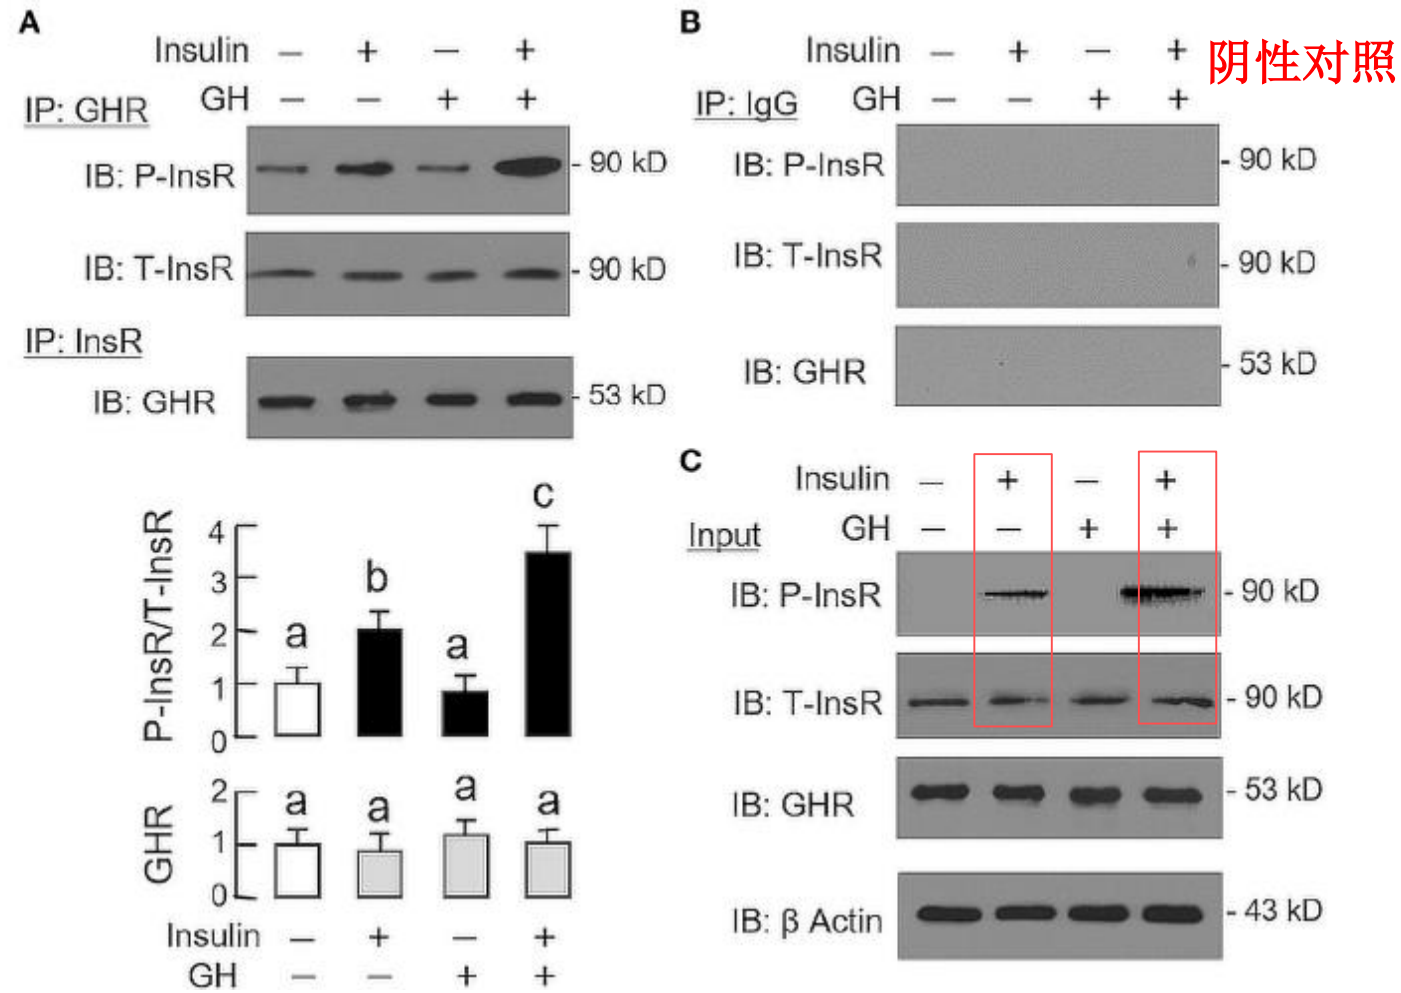 A
Insulin – + – +
IP: GHR GH – – + +
IB: P-InsR - 90 kD
IB: T-InsR - 90 kD
IP: InsR
IB: GHR - 53 kD
P-InsR/T-InsR
4
3
2
1
0
a b a c
GHR
2
1
0
a a a a
Insulin – + – +
GH – – + +
B
Insulin – + – + 阴性对照
IP: IgG GH – – + +
IB: P-InsR - 90 kD
IB: T-InsR - 90 kD
IB: GHR - 53 kD
C
Insulin – + – +
Input GH – – + +
IB: P-InsR - 90 kD
IB: T-InsR - 90 kD
IB: GHR - 53 kD
IB: β Actin - 43 kD